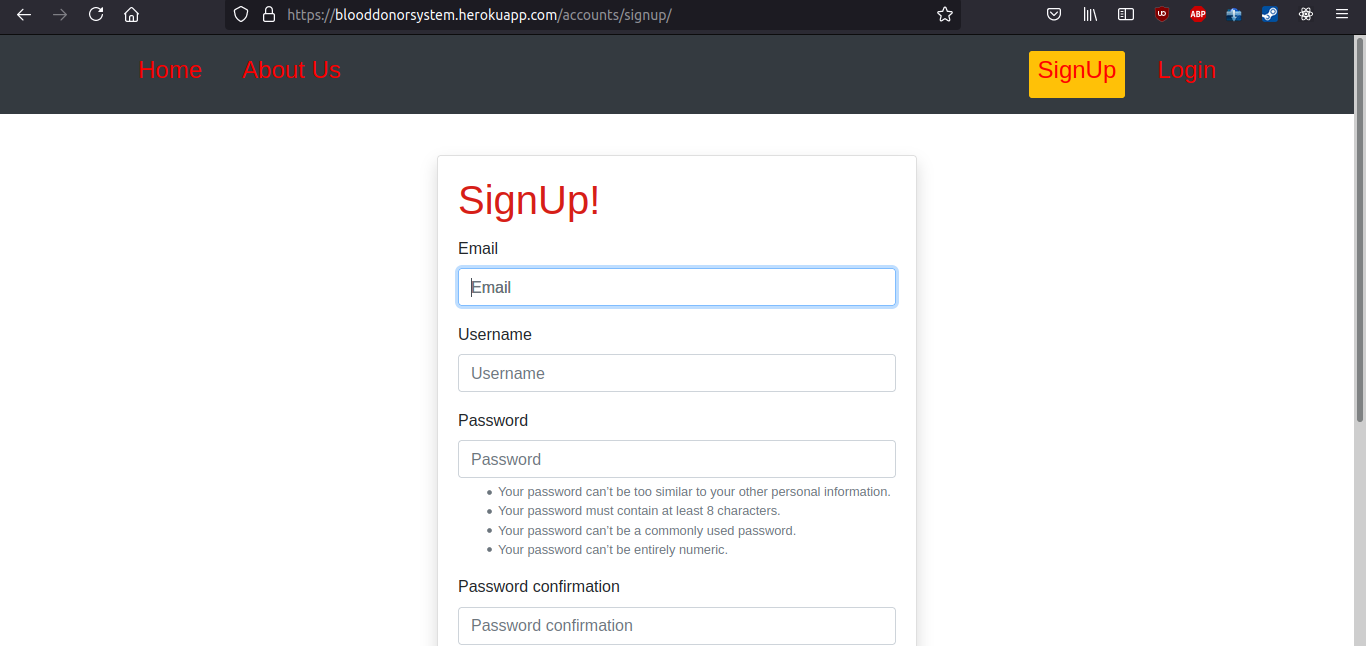 https://blooddonorsystem.herokuapp.com/accounts/signup/
UD
ABP
Home About Us SignUp Login
SignUp!
Email
Email
Username
Username
Password
Password
• Your password can’t be too similar to your other personal information.
• Your password must contain at least 8 characters.
• Your password can’t be a commonly used password.
• Your password can’t be entirely numeric.
Password confirmation
Password confirmation